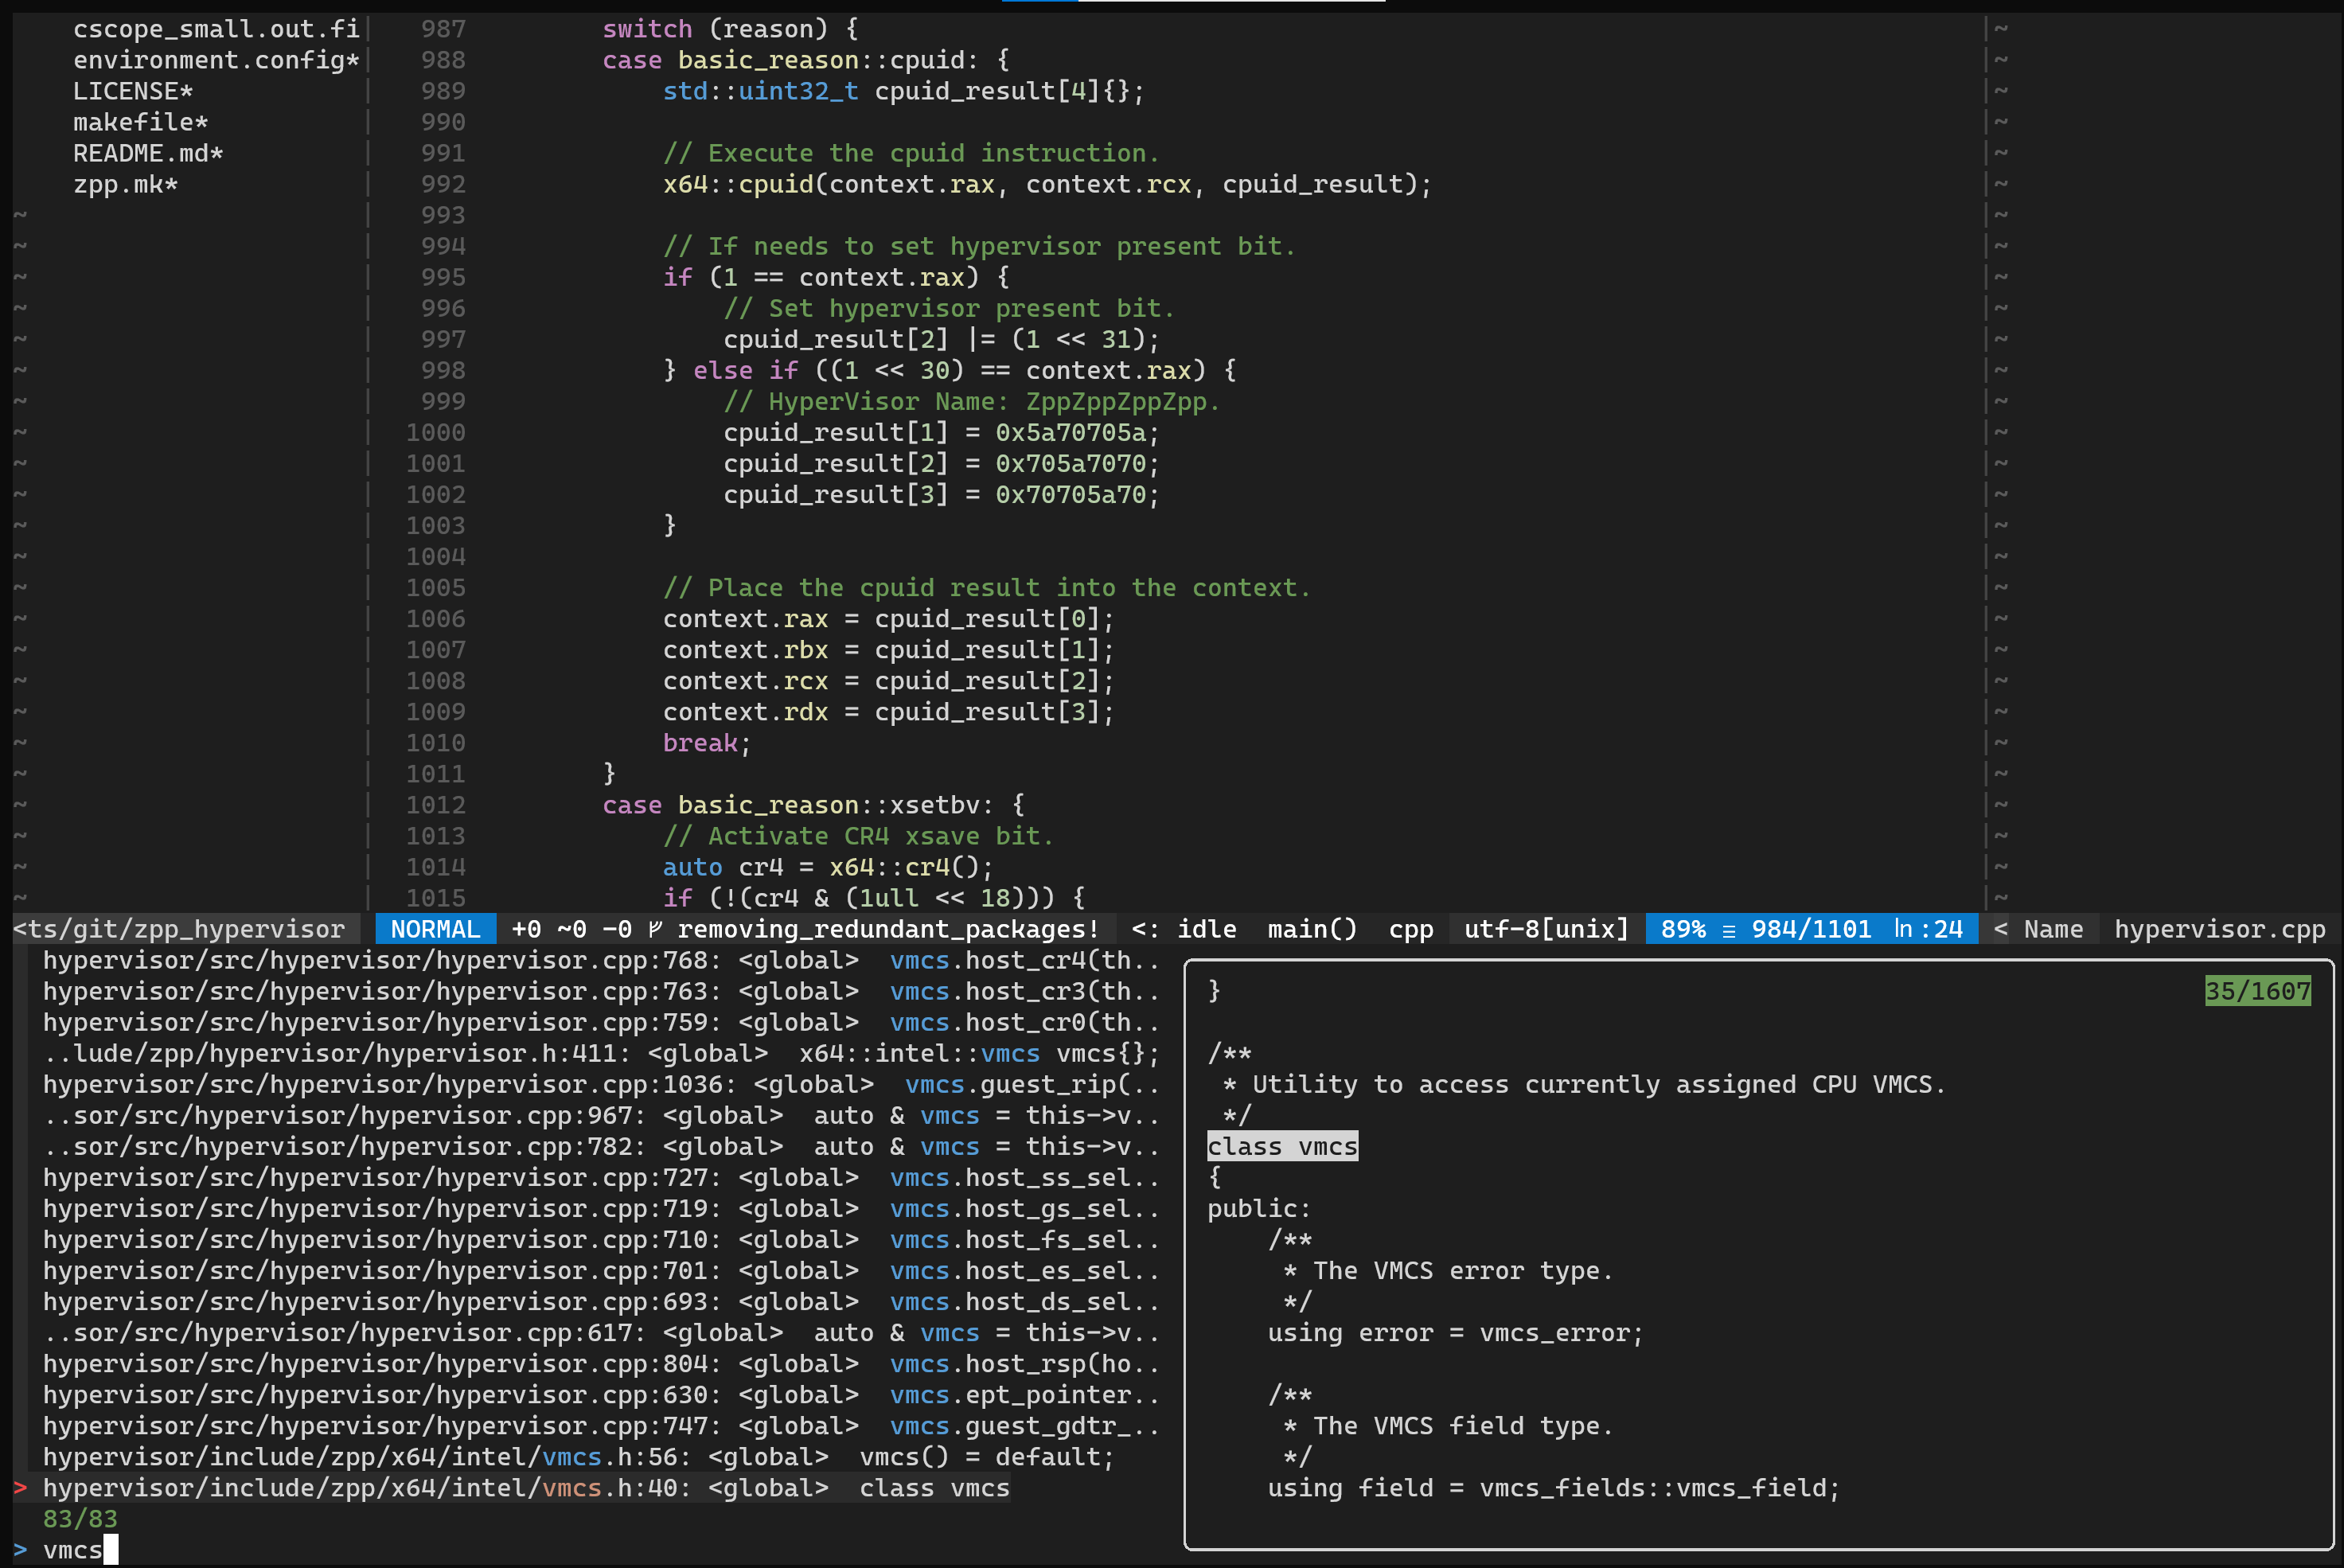 cscope_small.out.fi
environment.config*
LICENSE*
makefile*
README.md*
zpp.mk*
987 switch (reason) {
988 case basic_reason::cpuid: {
989 std::uint32_t cpuid_result[4]{};
990
991 // Execute the cpuid instruction.
992 x64::cpuid(context.rax, context.rcx, cpuid_result);
993
994 // If needs to set hypervisor present bit.
995 if (1 == context.rax) {
996 // Set hypervisor present bit.
997 cpuid_result[2] |= (1 << 31);
998 } else if ((1 << 30) == context.rax) {
999 // HyperVisor Name: ZppZppZppZpp.
1000 cpuid_result[1] = 0x5a70705a;
1001 cpuid_result[2] = 0x705a7070;
1002 cpuid_result[3] = 0x70705a70;
1003 }
1004
1005 // Place the cpuid result into the context.
1006 context.rax = cpuid_result[0];
1007 context.rbx = cpuid_result[1];
1008 context.rcx = cpuid_result[2];
1009 context.rdx = cpuid_result[3];
1010 break;
1011 }
1012 case basic_reason::xsetbv: {
1013 // Activate CR4 xsave bit.
1014 auto cr4 = x64::cr4();
1015 if (!(cr4 & (1ull << 18))) {
<ts/git/zpp_hypervisor NORMAL +0 ~0 -0 removing_redundant_packages! <: idle main() cpp utf-8[unix] 89% ≡ 984/1101 ln:24 < Name hypervisor.cpp
hypervisor/src/hypervisor/hypervisor.cpp:768: <global> vmcs.host_cr4(th..
hypervisor/src/hypervisor/hypervisor.cpp:763: <global> vmcs.host_cr3(th..
hypervisor/src/hypervisor/hypervisor.cpp:759: <global> vmcs.host_cr0(th..
..lude/zpp/hypervisor/hypervisor.h:411: <global> x64::intel::vmcs vmcs{};
hypervisor/src/hypervisor/hypervisor.cpp:1036: <global> vmcs.guest_rip(..
..sor/src/hypervisor/hypervisor.cpp:967: <global> auto & vmcs = this->v..
..sor/src/hypervisor/hypervisor.cpp:782: <global> auto & vmcs = this->v..
hypervisor/src/hypervisor/hypervisor.cpp:727: <global> vmcs.host_ss_sel..
hypervisor/src/hypervisor/hypervisor.cpp:719: <global> vmcs.host_gs_sel..
hypervisor/src/hypervisor/hypervisor.cpp:710: <global> vmcs.host_fs_sel..
hypervisor/src/hypervisor/hypervisor.cpp:701: <global> vmcs.host_es_sel..
hypervisor/src/hypervisor/hypervisor.cpp:693: <global> vmcs.host_ds_sel..
..sor/src/hypervisor/hypervisor.cpp:617: <global> auto & vmcs = this->v..
hypervisor/src/hypervisor/hypervisor.cpp:804: <global> vmcs.host_rsp(ho..
hypervisor/src/hypervisor/hypervisor.cpp:630: <global> vmcs.ept_pointer..
hypervisor/src/hypervisor/hypervisor.cpp:747: <global> vmcs.guest_gdtr_..
hypervisor/include/zpp/x64/intel/vmcs.h:56: <global> vmcs() = default;
> hypervisor/include/zpp/x64/intel/vmcs.h:40: <global> class vmcs
83/83
> vmcs
} 35/1607
/**
* Utility to access currently assigned CPU VMCS.
*/
class vmcs
{
public:
/**
* The VMCS error type.
*/
using error = vmcs_error;
/**
* The VMCS field type.
*/
using field = vmcs_fields::vmcs_field;